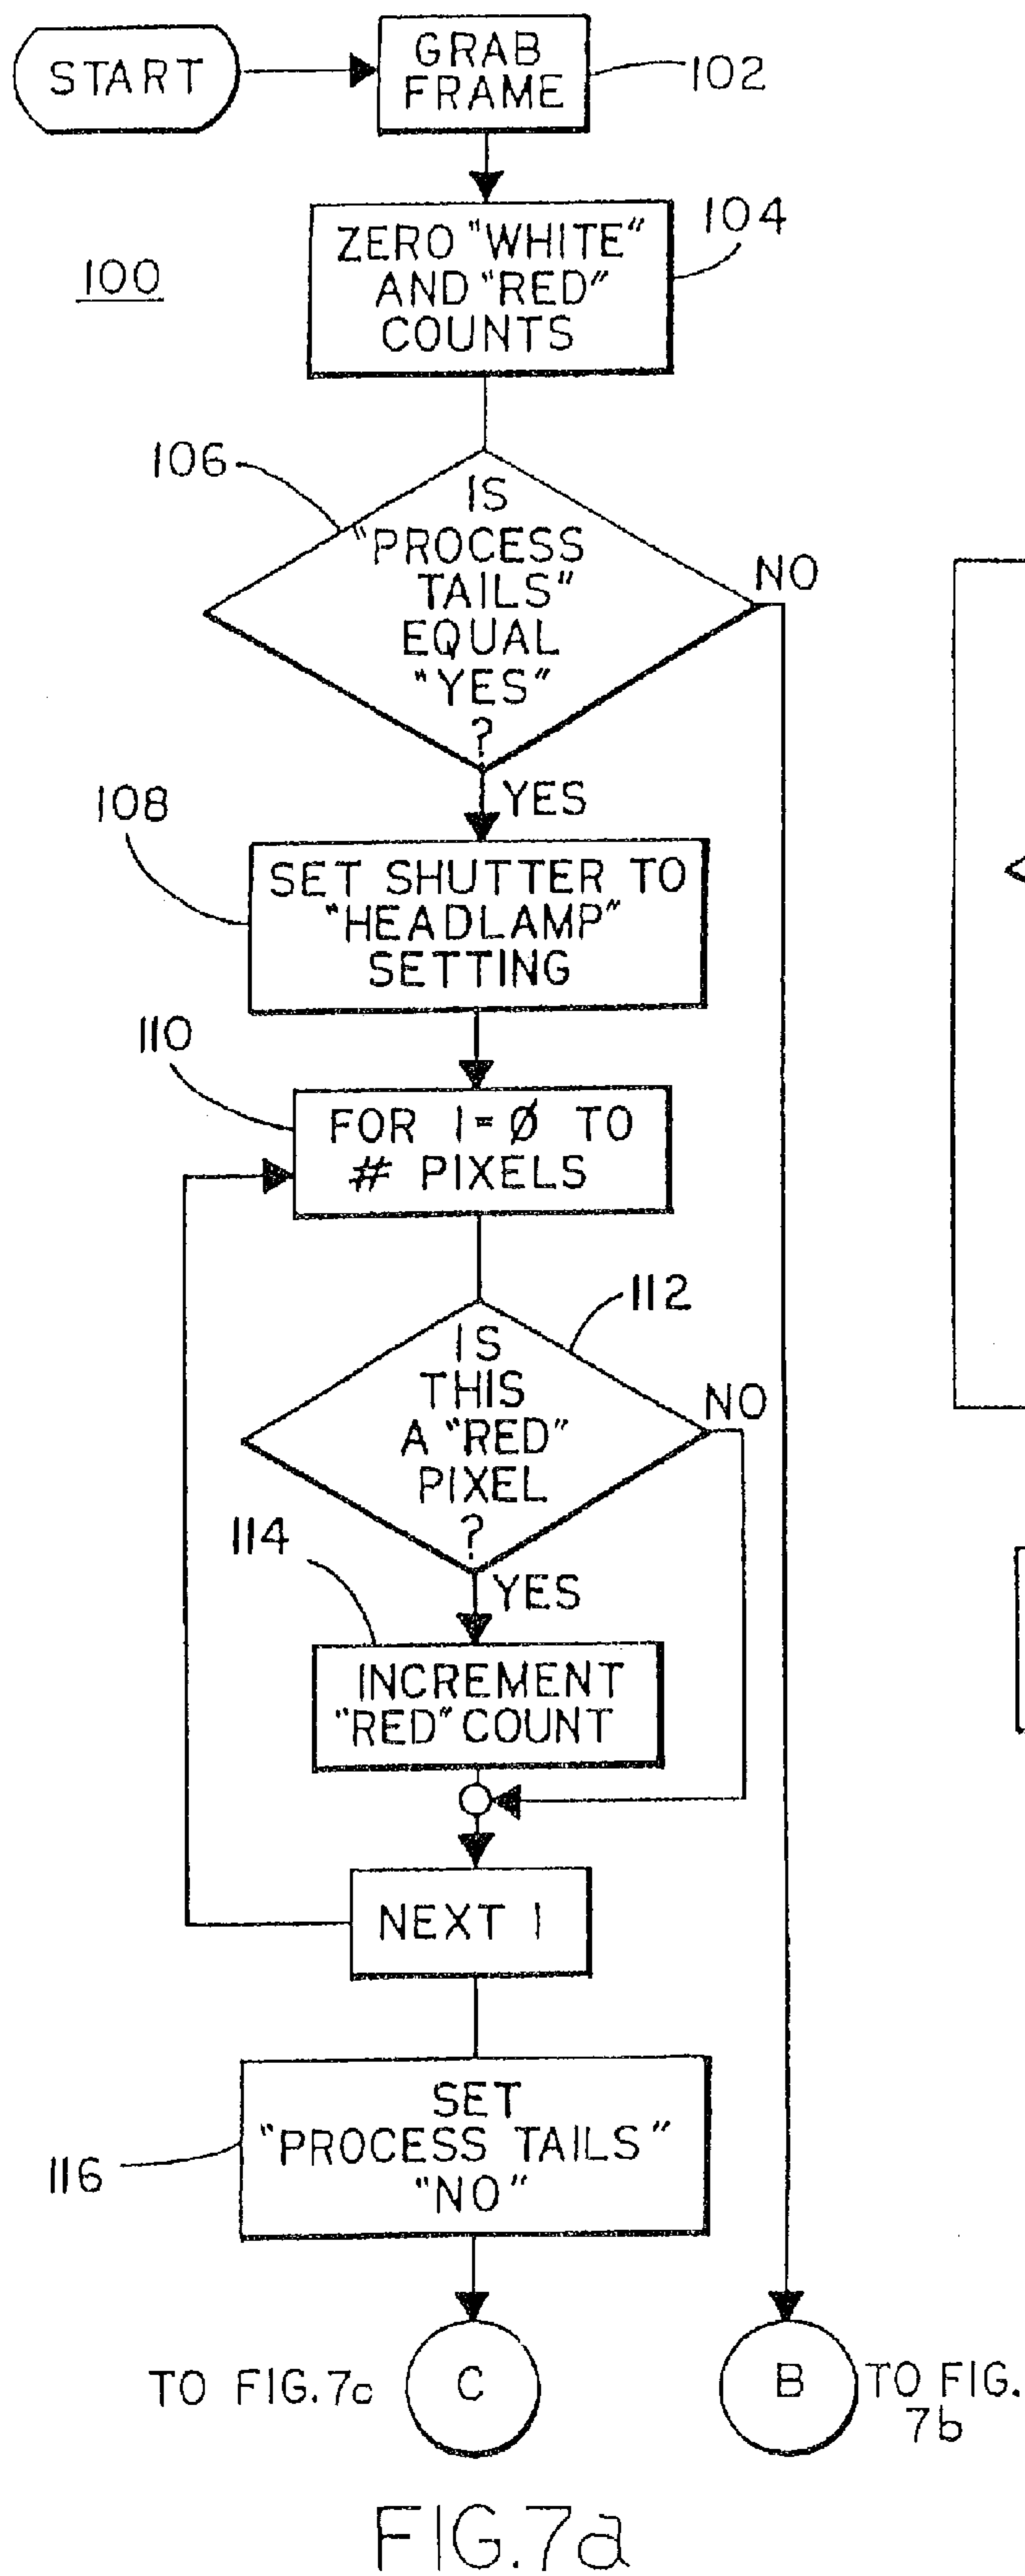 START
GRAB
FRAME
102
ZERO "WHITE"
AND "RED"
COUNTS
104
100
106
IS
"PROCESS
TAILS"
EQUAL
"YES"
?
NO
YES
108
SET SHUTTER TO
"HEADLAMP"
SETTING
110
FOR I=Ø TO
# PIXELS
112
IS
THIS
A "RED"
PIXEL
?
NO
YES
114
INCREMENT
"RED" COUNT
NEXT I
SET
"PROCESS TAILS"
"NO"
116
TO FIG.7c
C
B
TO FIG.
7b
FIG.7a